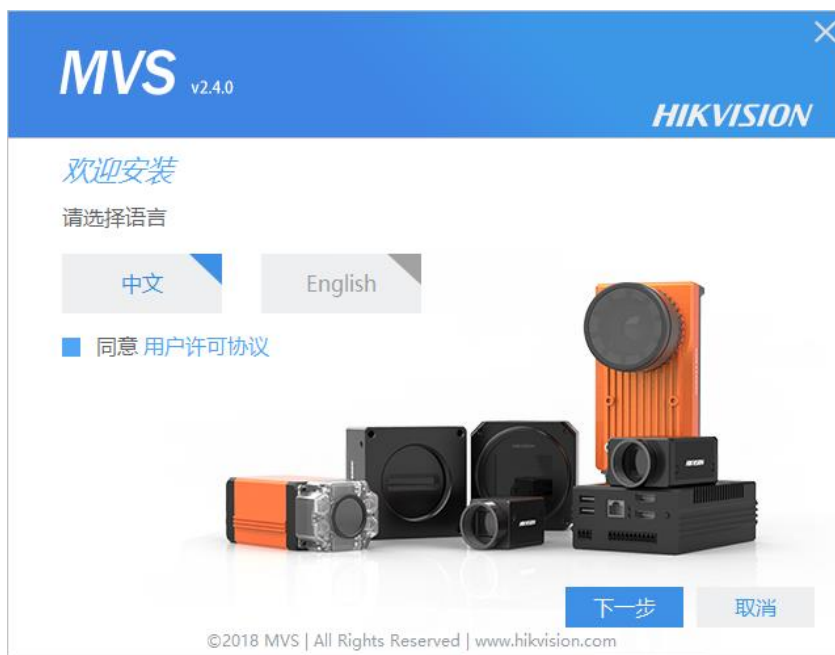 MVS v2.4.0
HIKVISION
欢迎安装
请选择语言
中文 English
同意 用户许可协议
HIKVISION
HIKVISION
下一步 取消
©2018 MVS | All Rights Reserved | www.hikvision.com